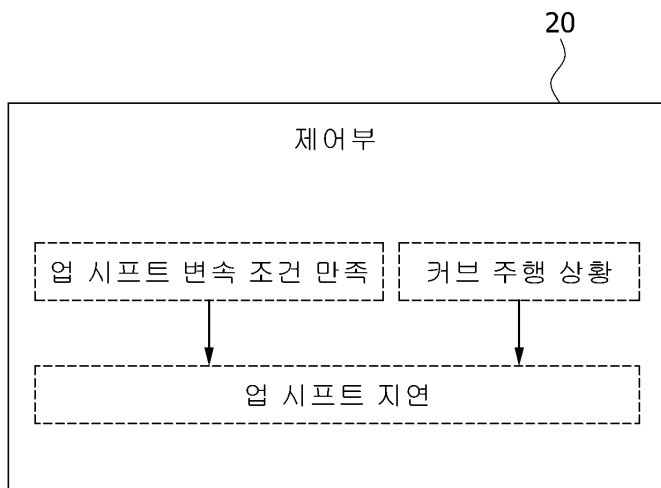 20
제어부
업 시프트 변속 조건 만족
커브 주행 상황
업 시프트 지연